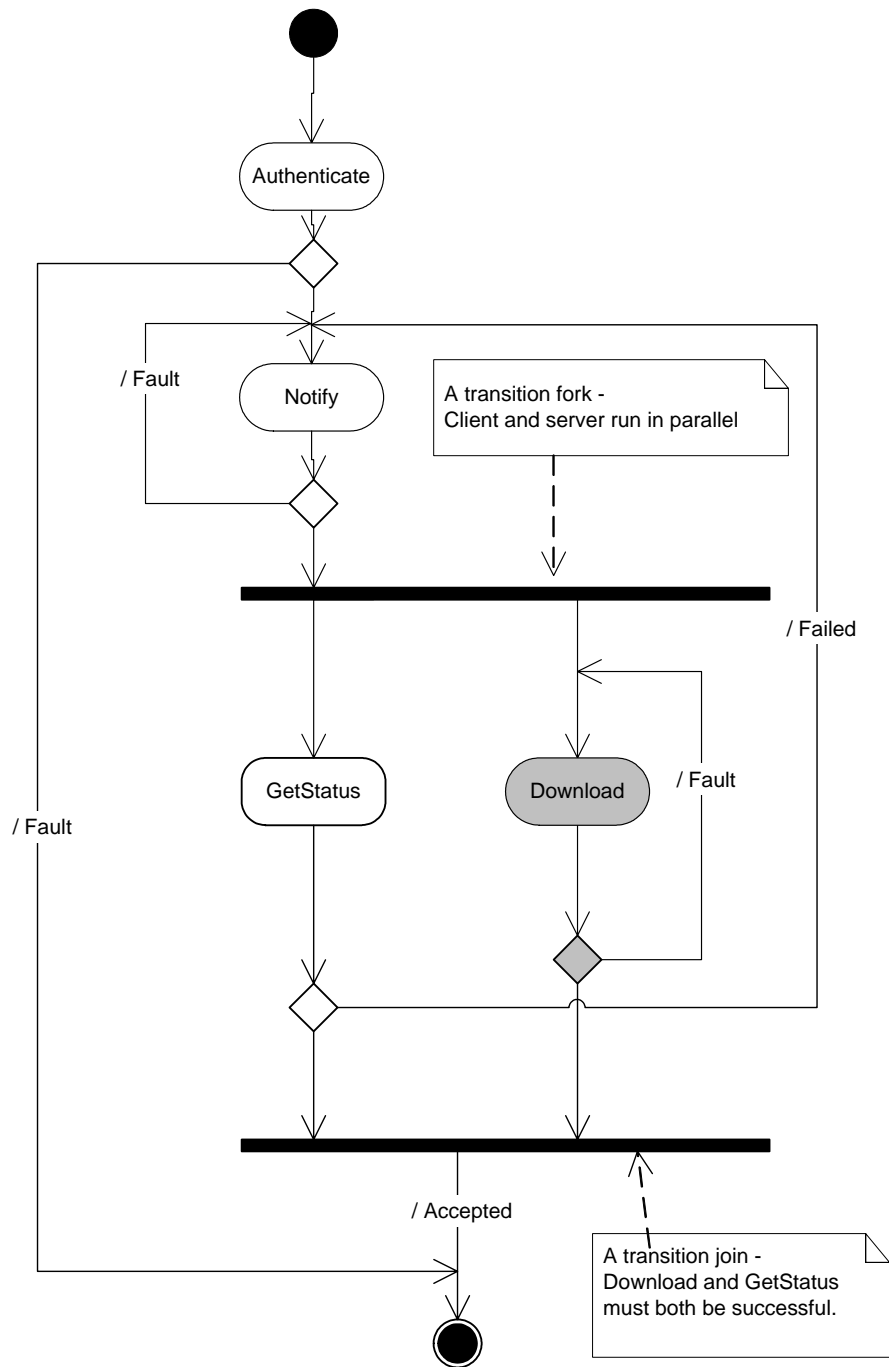 Authenticate
/ Fault
Notify
A transition fork -
Client and server run in parallel
/ Failed
GetStatus
Download
/ Fault
/ Fault
/ Accepted
A transition join -
Download and GetStatus
must both be successful.